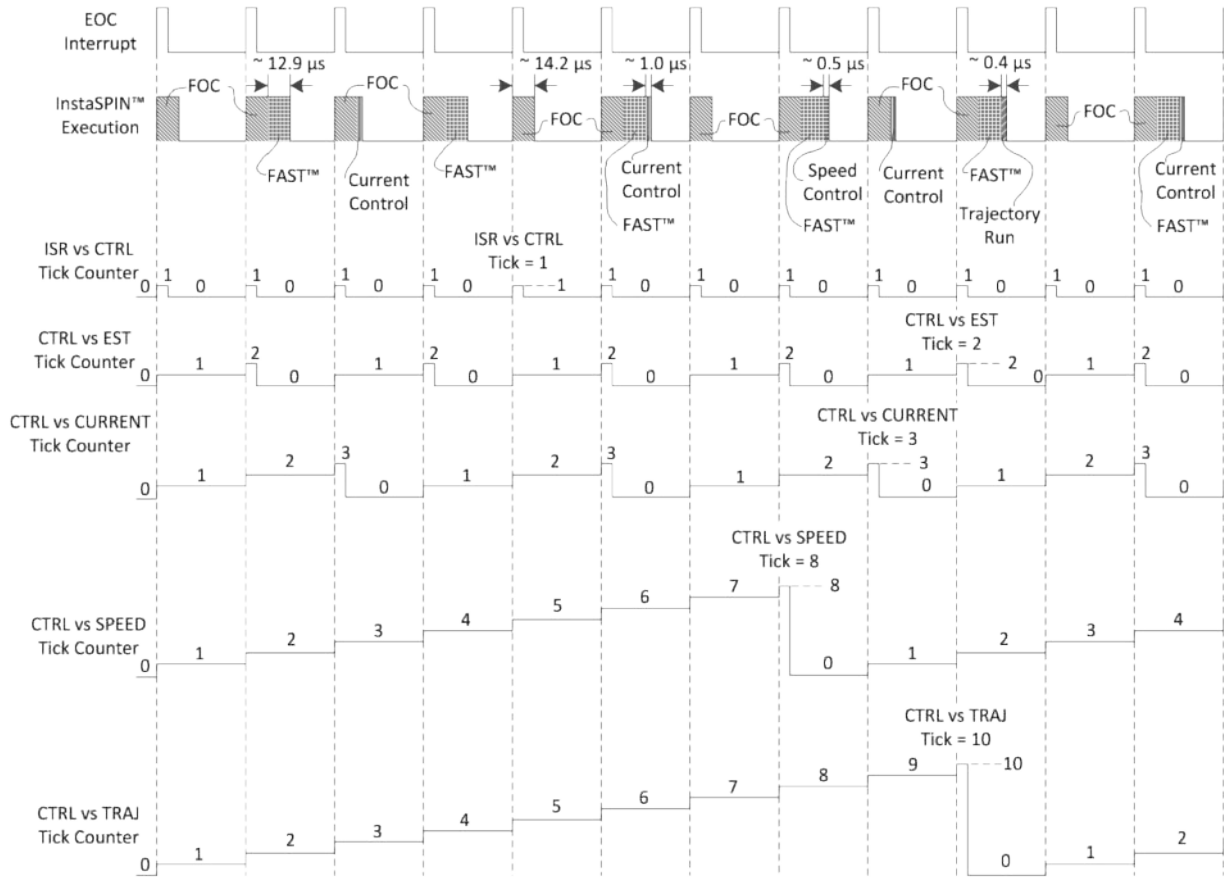 EOC
Interrupt
~ 12.9 µs
~ 14.2 µs
~ 1.0 µs
~ 0.5 µs
~ 0.4 µs
InstaSPIN™
Execution
FOC
FOC
FOC
FOC
FOC
FOC
FAST™
Current
Control
FAST™
Current
Control
FAST™
Speed
Control
FAST™
Current
Control
FAST™
Trajectory
Run
Current
Control
FAST™
ISR vs CTRL
Tick = 1
ISR vs CTRL
Tick Counter
0 1 0 1 0 1 0 1 0 1 1 1 0 1 0 1 0 1 0 1 0 1 0 1 0
CTRL vs EST
Tick = 2
CTRL vs EST
Tick Counter
0 1 2 0 1 2 0 1 2 0 1 2 0 1 2 0 1 2 0
CTRL vs CURRENT
Tick = 3
CTRL vs CURRENT
Tick Counter
0 1 2 3 0 1 2 3 0 1 2 3 0 1 2 3 0
CTRL vs SPEED
Tick = 8
CTRL vs SPEED
Tick Counter
0 1 2 3 4 5 6 7 8 0 1 2 3 4
CTRL vs TRAJ
Tick = 10
CTRL vs TRAJ
Tick Counter
0 1 2 3 4 5 6 7 8 9 10 0 1 2